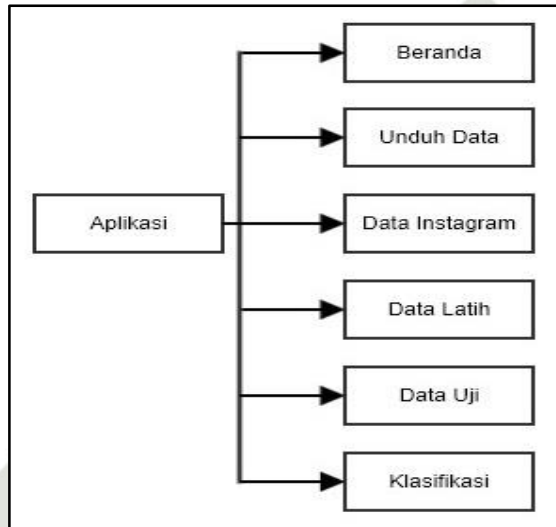 Beranda
Unduh Data
Aplikasi
Data Instagram
Data Latih
Data Uji
Klasifikasi